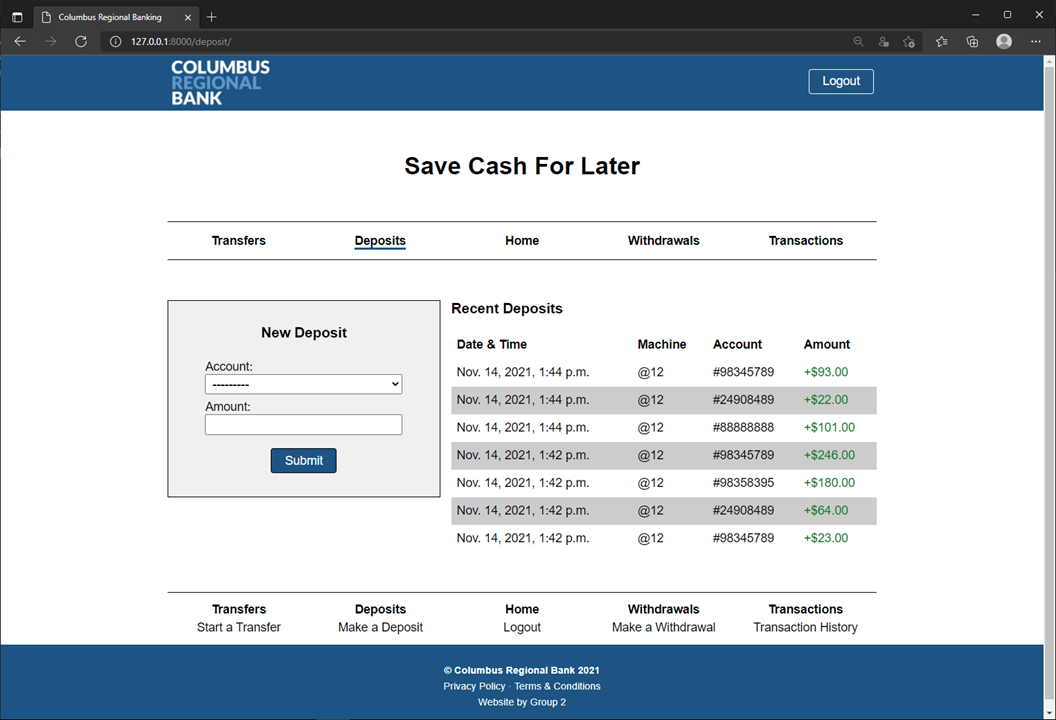 Columbus Regional Banking
127.0.0.1:8000/deposit/
COLUMBUS
REGIONAL
BANK
Logout
Save Cash For Later
Transfers Deposits Home Withdrawals Transactions
New Deposit
Account:
---------
Amount:
Submit
Recent Deposits
Date & Time Machine Account Amount
Nov. 14, 2021, 1:44 p.m. @12 #98345789 +$93.00
Nov. 14, 2021, 1:44 p.m. @12 #24908489 +$22.00
Nov. 14, 2021, 1:44 p.m. @12 #88888888 +$101.00
Nov. 14, 2021, 1:42 p.m. @12 #98345789 +$246.00
Nov. 14, 2021, 1:42 p.m. @12 #98358395 +$180.00
Nov. 14, 2021, 1:42 p.m. @12 #24908489 +$64.00
Nov. 14, 2021, 1:42 p.m. @12 #98345789 +$23.00
Transfers Deposits Home Withdrawals Transactions
Start a Transfer Make a Deposit Logout Make a Withdrawal Transaction History
© Columbus Regional Bank 2021
Privacy Policy · Terms & Conditions
Website by Group 2